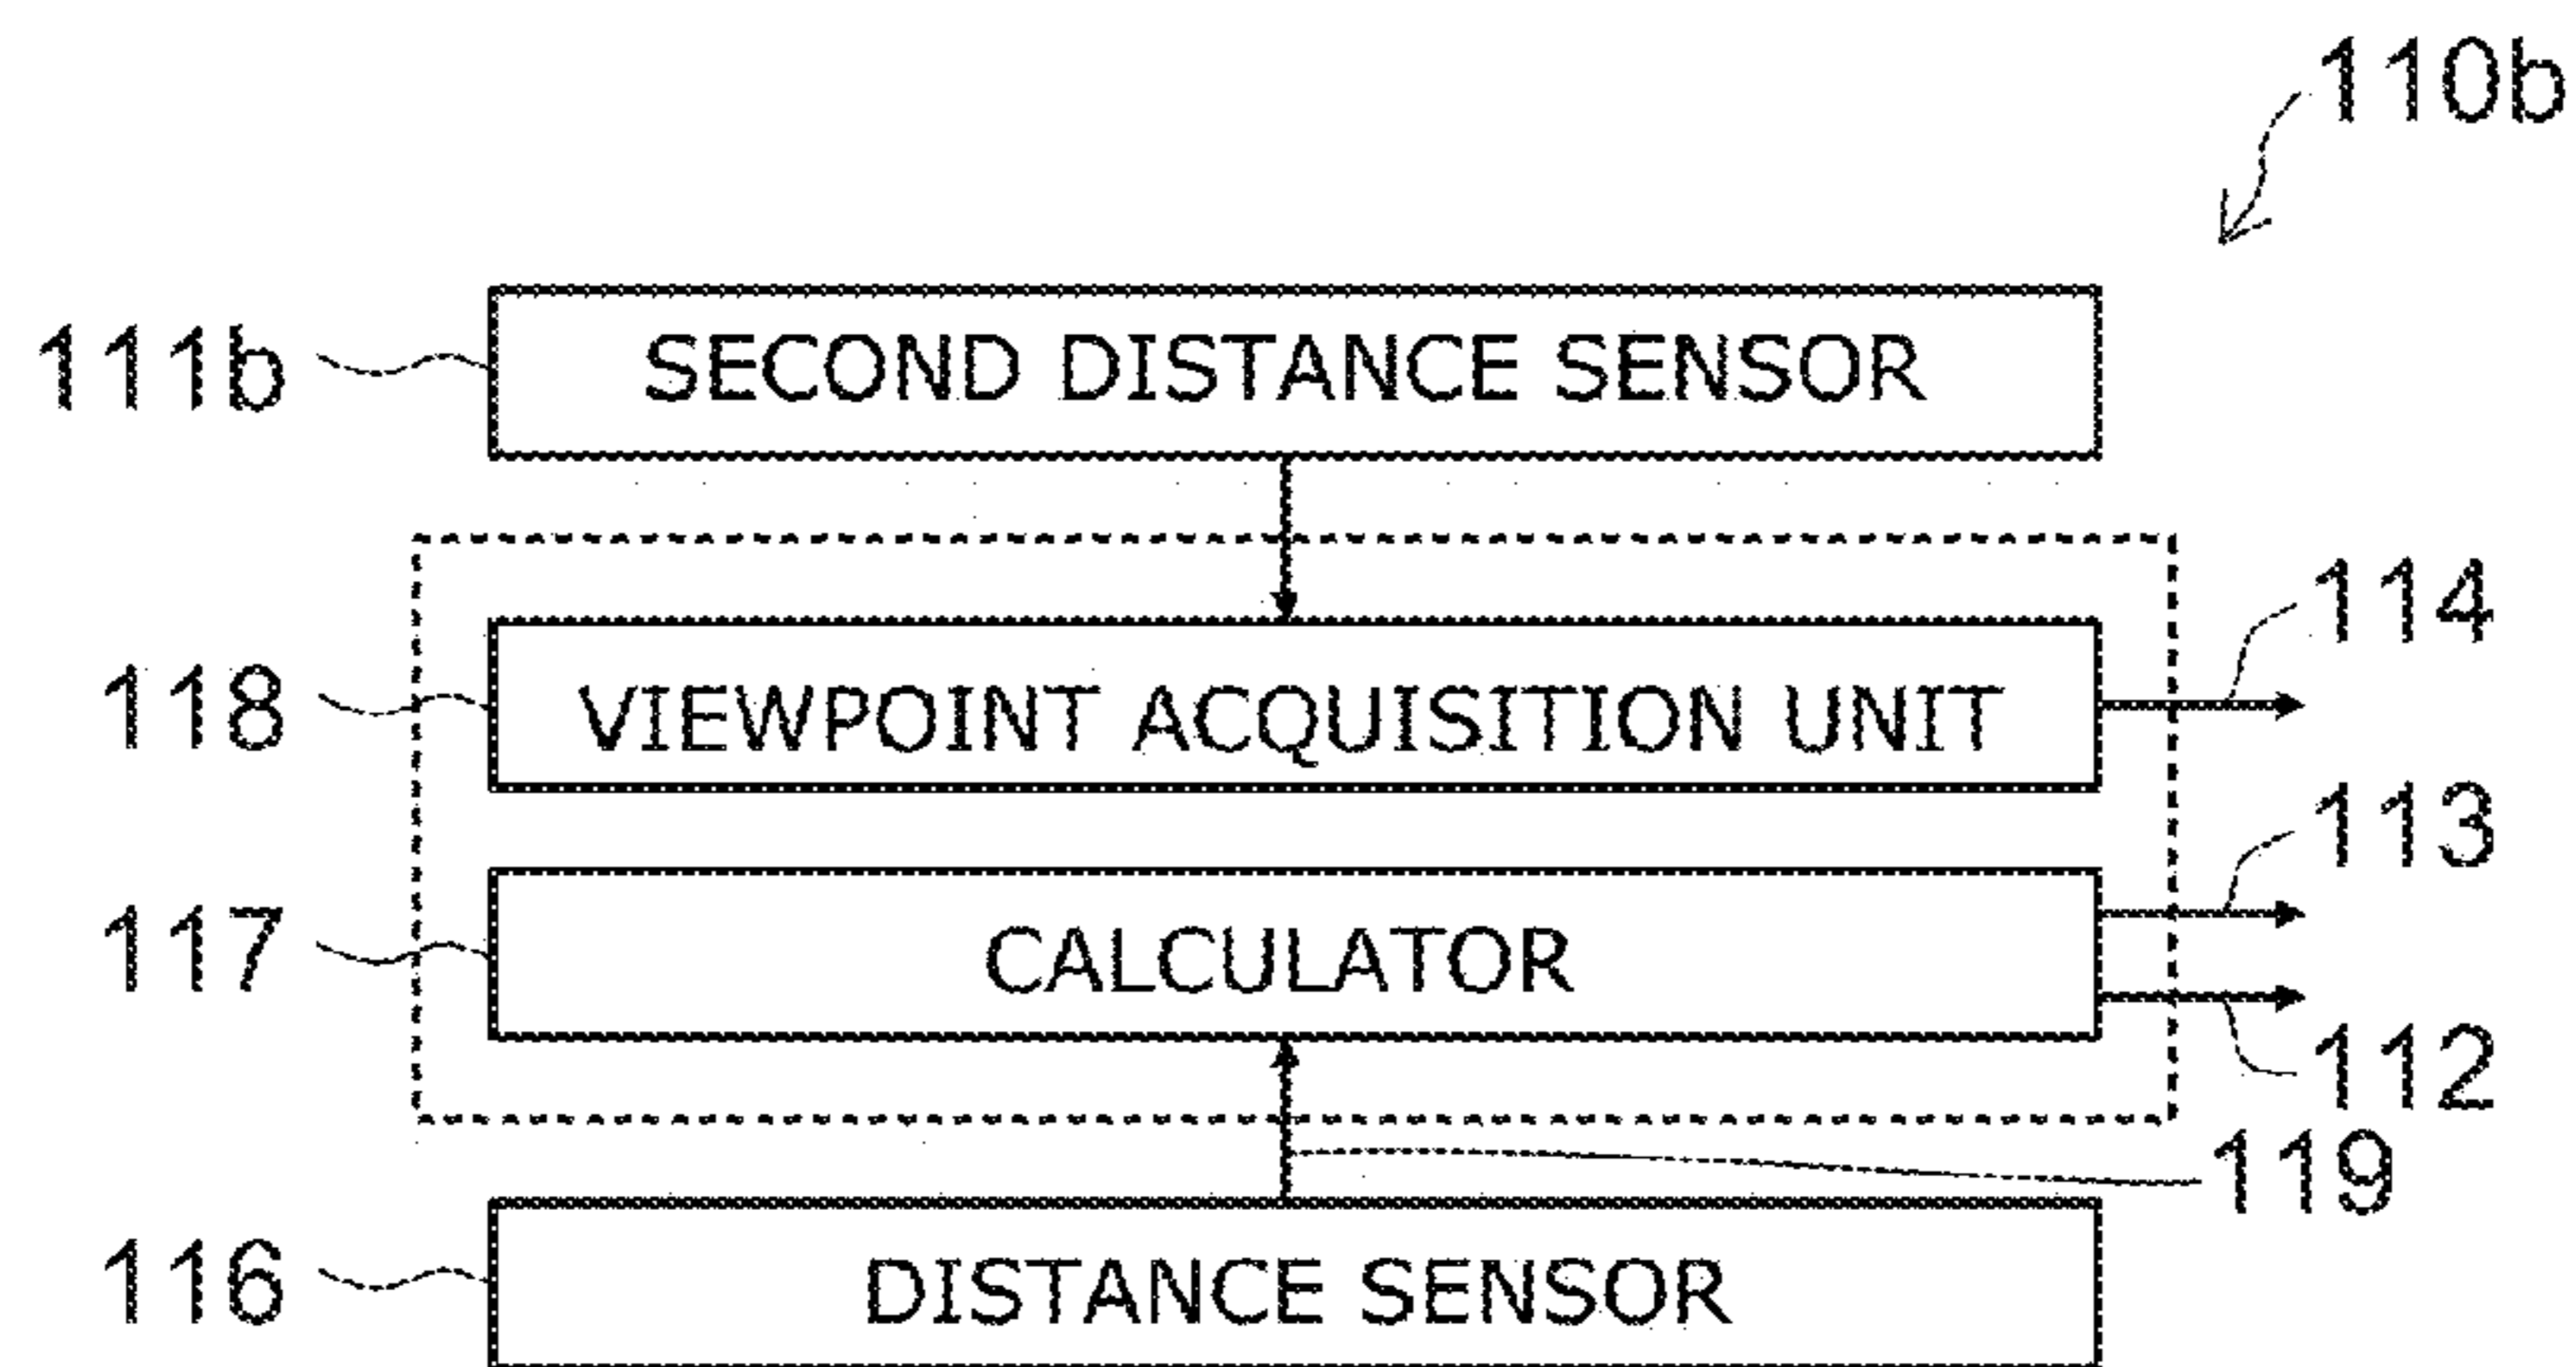 110b
111b SECOND DISTANCE SENSOR
114
118 VIEWPOINT ACQUISITION UNIT
113
117 CALCULATOR
112
119
116 DISTANCE SENSOR